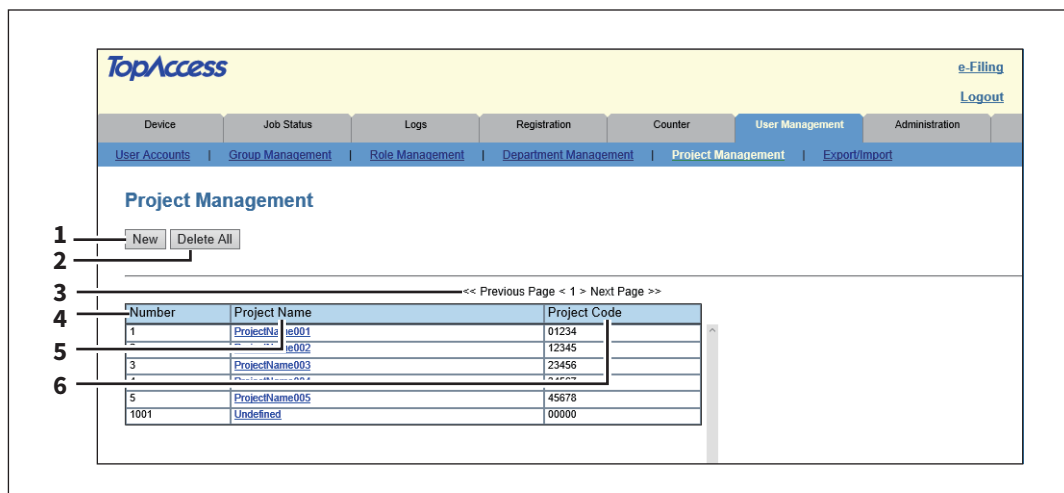 TopAccess
e-Filing
Logout
Device Job Status Logs Registration Counter User Management Administration
User Accounts | Group Management | Role Management | Department Management | Project Management | Export/Import
Project Management
1
New Delete All
2
3
<< Previous Page < 1 > Next Page >>
4
Number Project Name Project Code
1 ProjectName001 01234
12345
5
3 ProjectName003 23456
6
5 ProjectName005 45678
1001 Undefined 00000